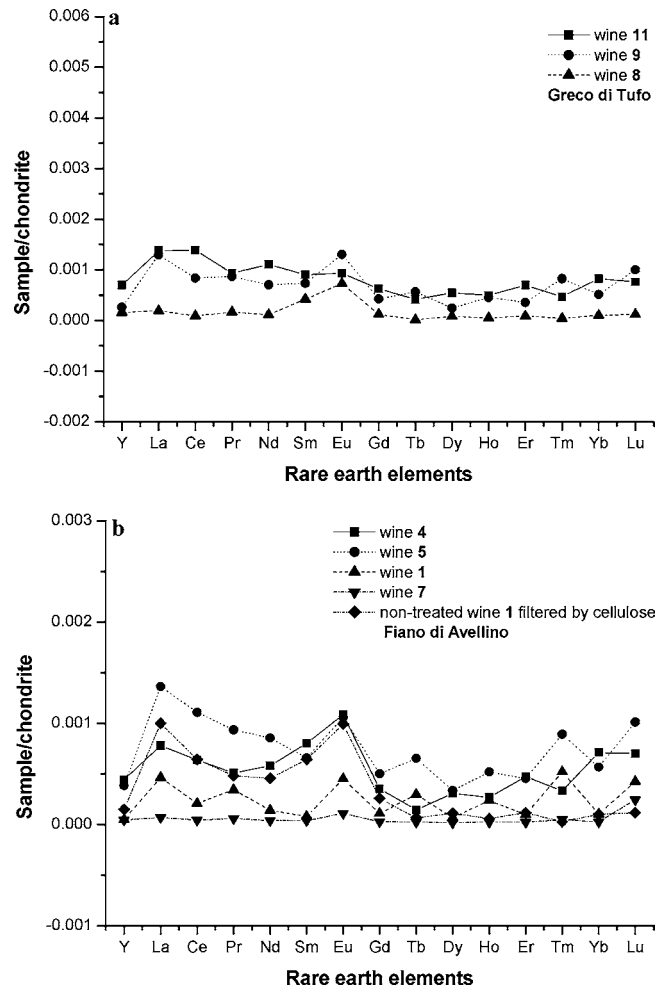 a
0.006
0.005
0.004
0.003
0.002
0.001
0.000
-0.001
-0.002
Sample/chondrite
wine 11
wine 9
wine 8
Greco di Tufo
Y La Ce Pr Nd Sm Eu Gd Tb Dy Ho Er Tm Yb Lu
Rare earth elements
b
0.003
0.002
0.001
0.000
-0.001
Sample/chondrite
wine 4
wine 5
wine 1
wine 7
non-treated wine 1 filtered by cellulose
Fiano di Avellino
Y La Ce Pr Nd Sm Eu Gd Tb Dy Ho Er Tm Yb Lu
Rare earth elements